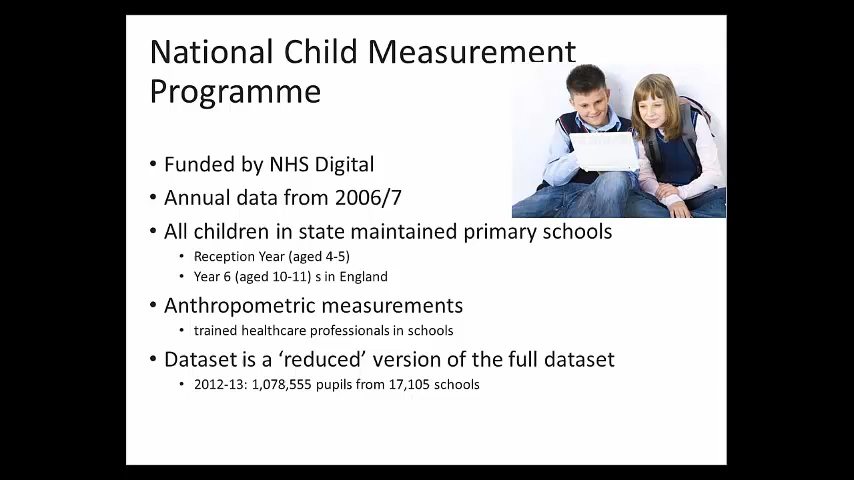 National Child Measurement
Programme
• Funded by NHS Digital
• Annual data from 2006/7
• All children in state maintained primary schools
• Reception Year (aged 4-5)
• Year 6 (aged 10-11) s in England
• Anthropometric measurements
• trained healthcare professionals in schools
• Dataset is a ‘reduced’ version of the full dataset
• 2012-13: 1,078,555 pupils from 17,105 schools